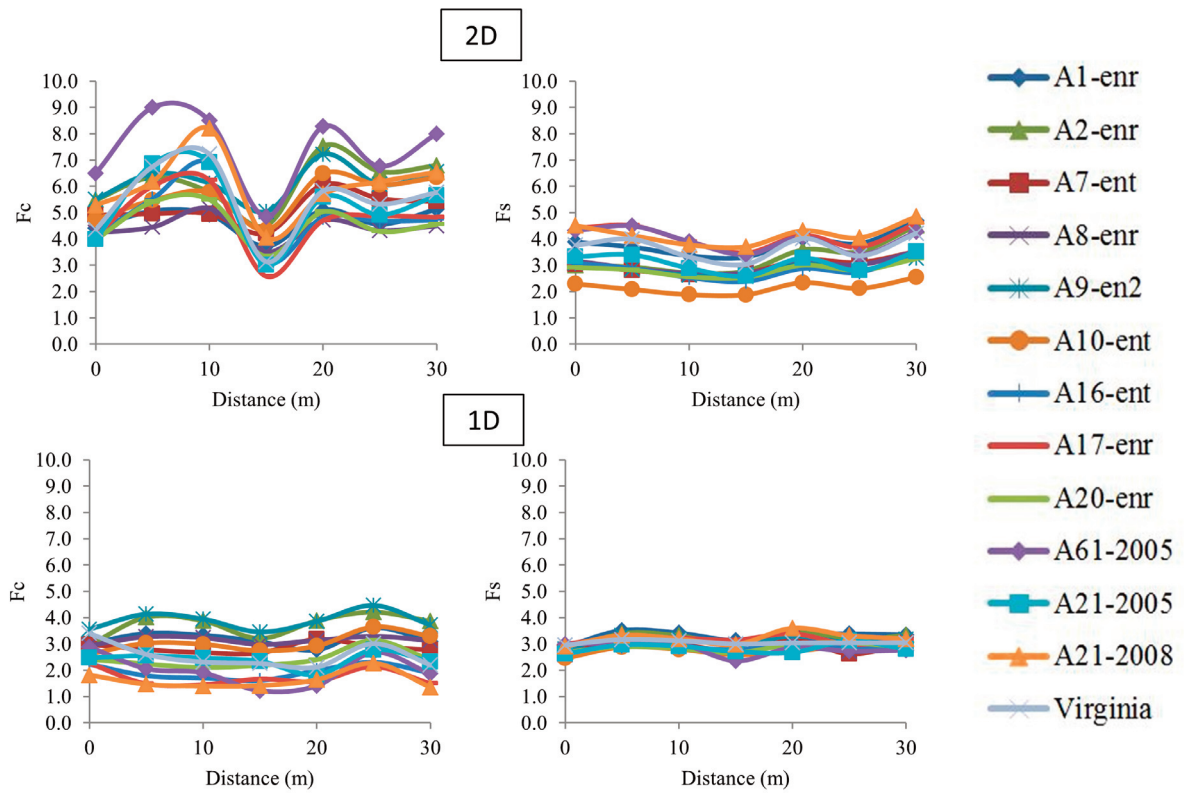 2D
10.0
9.0
8.0
7.0
6.0
5.0
4.0
3.0
2.0
1.0
0.0
Fc
0 10 20 30
Distance (m)
10.0
9.0
8.0
7.0
6.0
5.0
4.0
3.0
2.0
1.0
0.0
Fs
0 10 20 30
Distance (m)
1D
10.0
9.0
8.0
7.0
6.0
5.0
4.0
3.0
2.0
1.0
0.0
Fc
0 10 20 30
Distance (m)
10.0
9.0
8.0
7.0
6.0
5.0
4.0
3.0
2.0
1.0
0.0
Fs
0 10 20 30
Distance (m)
A1-enr
A2-enr
A7-ent
A8-enr
A9-en2
A10-ent
A16-ent
A17-enr
A20-enr
A61-2005
A21-2005
A21-2008
Virginia